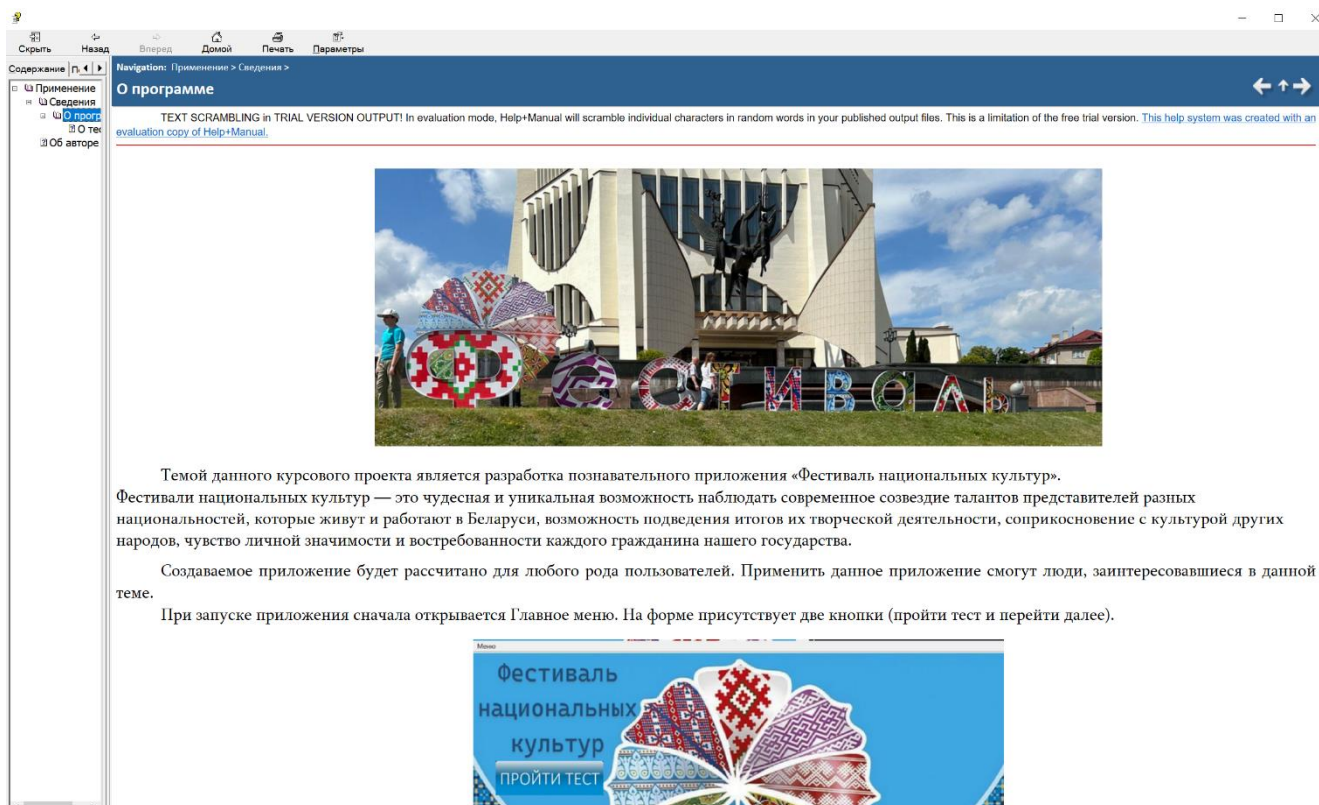 Скрыть Назад Вперед Домой Печать Параметры
Содержание
Navigation: Применение > Сведения >
О программе
Применение
Сведения
О прогр
О тес
Об авторе
TEXT SCRAMBLING in TRIAL VERSION OUTPUT! In evaluation mode, Help+Manual will scramble individual characters in random words in your published output files. This is a limitation of the free trial version. This help system was created with an
evaluation copy of Help+Manual.
Фестиваль
Темой данного курсового проекта является разработка познавательного приложения «Фестиваль национальных культур».
Фестивали национальных культур — это чудесная и уникальная возможность наблюдать современное созвездие талантов представителей разных
национальностей, которые живут и работают в Беларуси, возможность подведения итогов их творческой деятельности, соприкосновение с культурой других
народов, чувство личной значимости и востребованности каждого гражданина нашего государства.
Создаваемое приложение будет рассчитано для любого рода пользователей. Применить данное приложение смогут люди, заинтересовавшиеся в данной
теме.
При запуске приложения сначала открывается Главное меню. На форме присутствует две кнопки (пройти тест и перейти далее).
Меню
Фестиваль
национальных
культур
ПРОЙТИ ТЕСТ